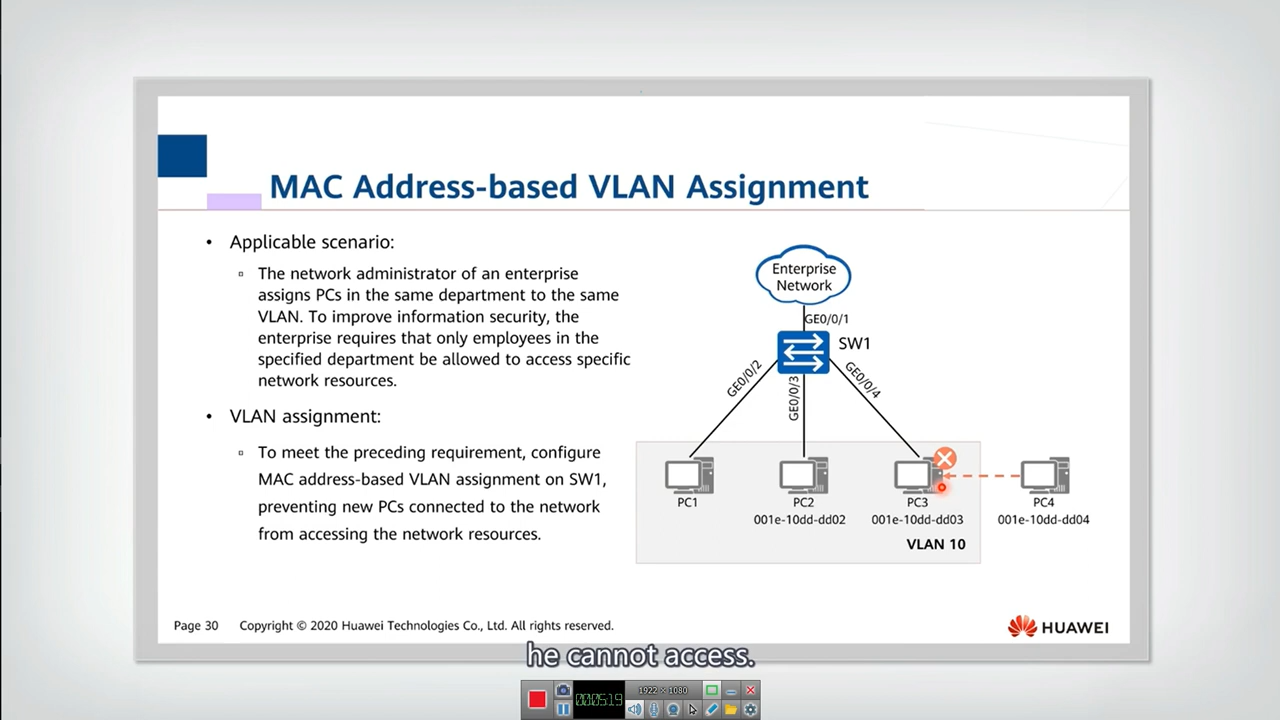 MAC Address-based VLAN Assignment
• Applicable scenario:
▫ The network administrator of an enterprise
assigns PCs in the same department to the same
VLAN. To improve information security, the
enterprise requires that only employees in the
specified department be allowed to access specific
network resources.
• VLAN assignment:
▫ To meet the preceding requirement, configure
MAC address-based VLAN assignment on SW1,
preventing new PCs connected to the network
from accessing the network resources.
Enterprise
Network
GE0/0/1
SW1
GE0/0/2
GE0/0/3
GE0/0/4
PC1
PC2
PC3
PC4
001e-10dd-dd02
001e-10dd-dd03
001e-10dd-dd04
VLAN 10
Page 30
Copyright © 2020 Huawei Technologies Co., Ltd. All rights reserved.
HUAWEI
he cannot access.
00:05:19
1922 × 1080